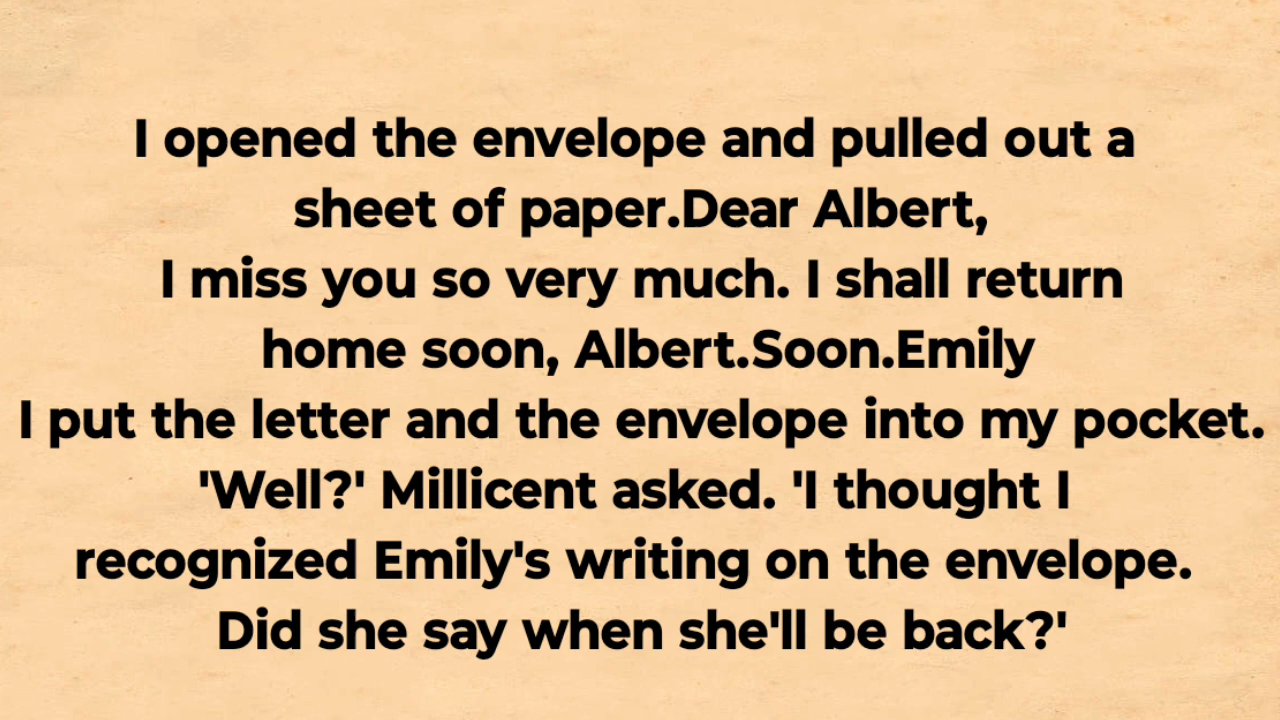 I opened the envelope and pulled out a
sheet of paper.Dear Albert,
I miss you so very much. I shall return
home soon, Albert.Soon.Emily
I put the letter and the envelope into my pocket.
'Well?' Millicent asked. 'I thought I
recognized Emily's writing on the envelope.
Did she say when she'll be back?'